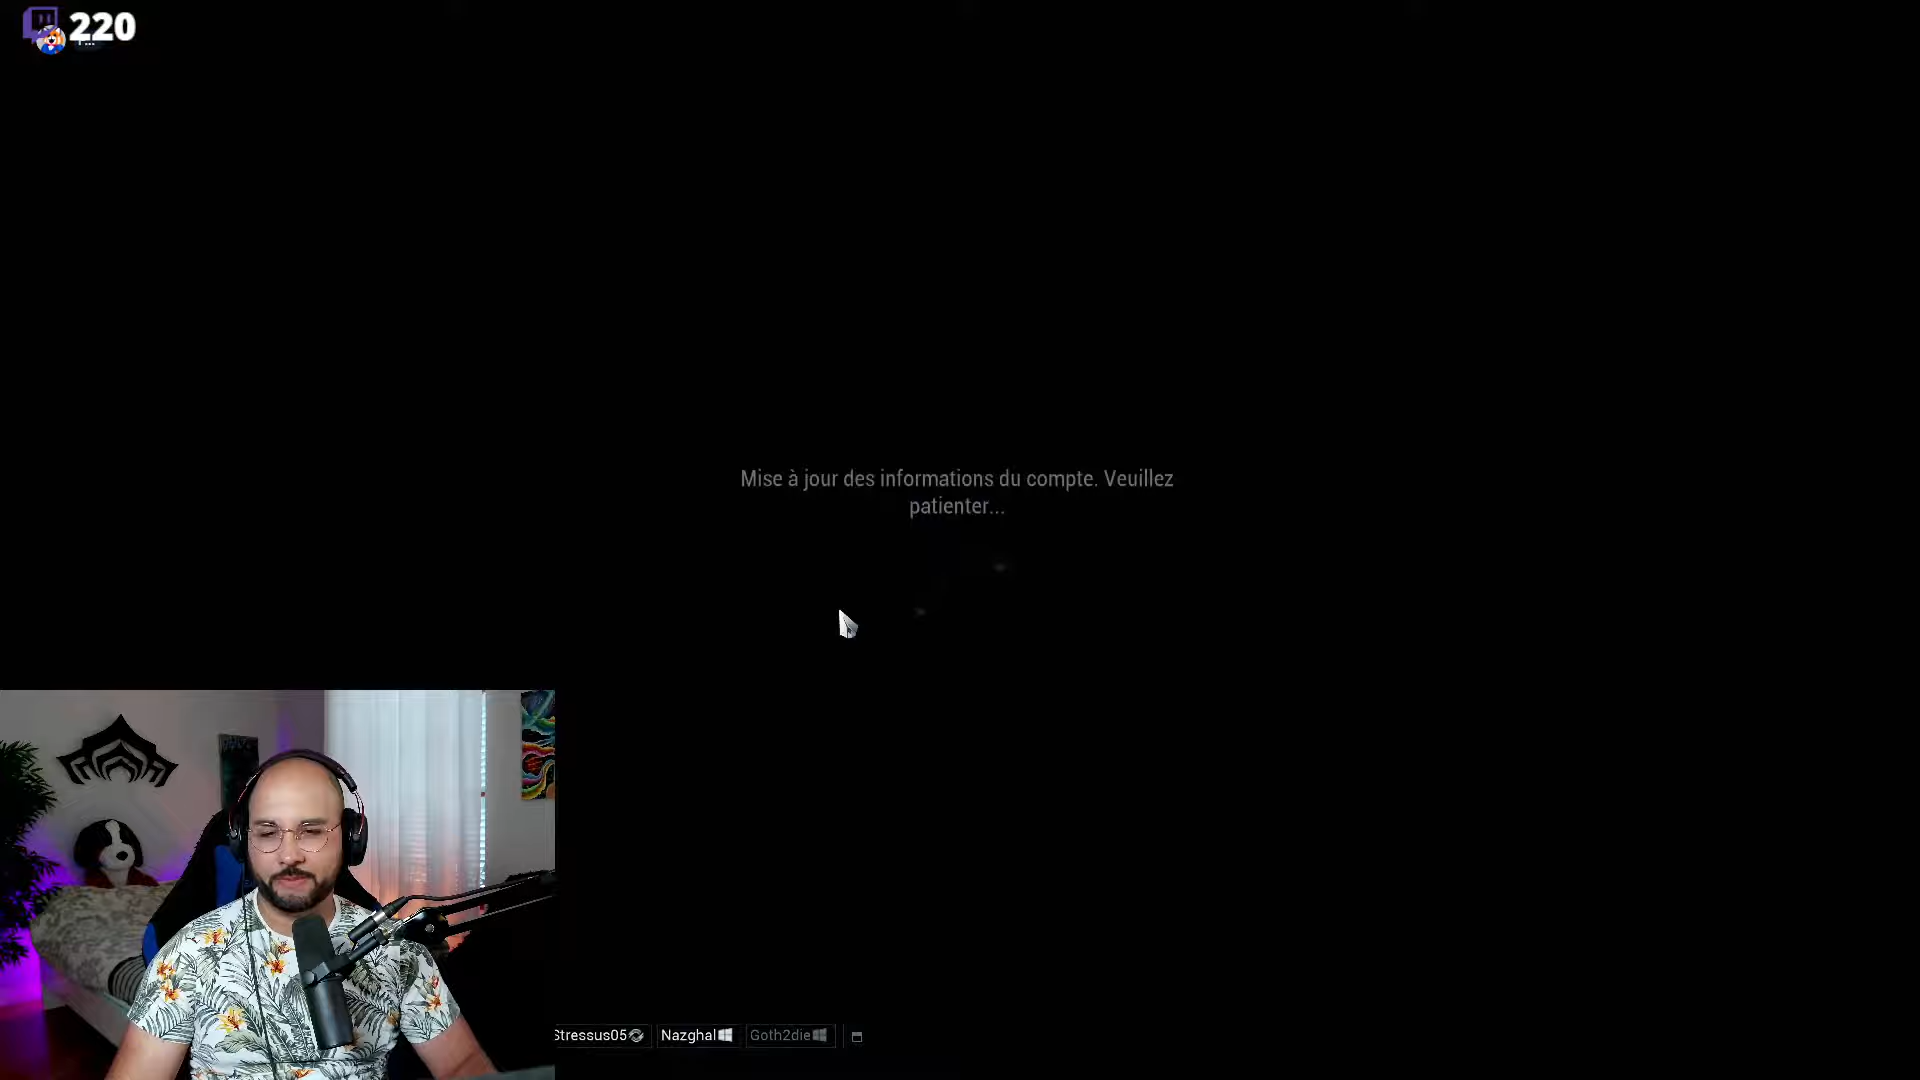 220
Mise à jour des informations du compte. Veuillez
patienter...
Stressus05
Nazghal
Goth2die